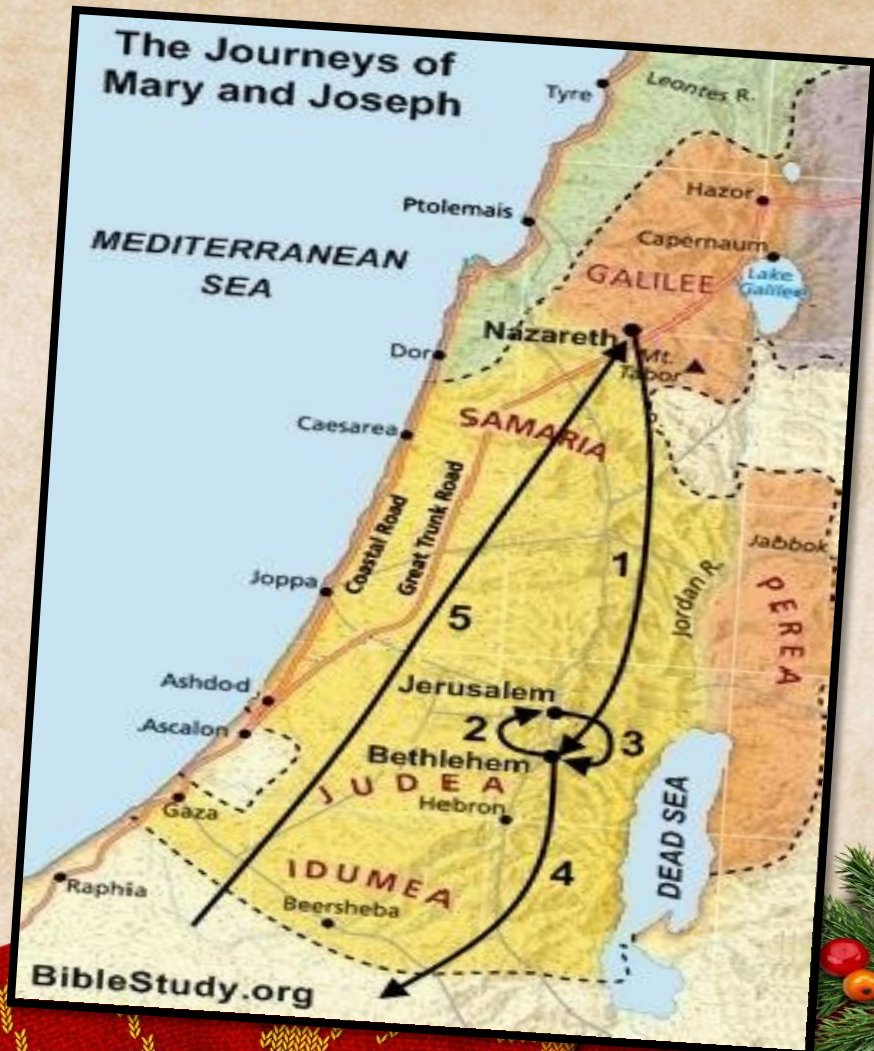 The Journeys of
Mary and Joseph
Tyre
Leontes R.
Hazor
Ptolemais
Capernaum
MEDITERRANEAN
SEA
GALILEE
Lake
Galilee
Nazareth
Mt.
Tabor
Dor
SAMARIA
Caesarea
Coastal Road
Great Trunk Road
1
Jabbok
Jordan R.
Joppa
PEREA
5
Ashdod
Jerusalem
Ascalon
2
3
Bethlehem
JUDEA
Hebron
Gaza
DEAD SEA
IDUMEA
4
Raphia
Beersheba
BibleStudy.org